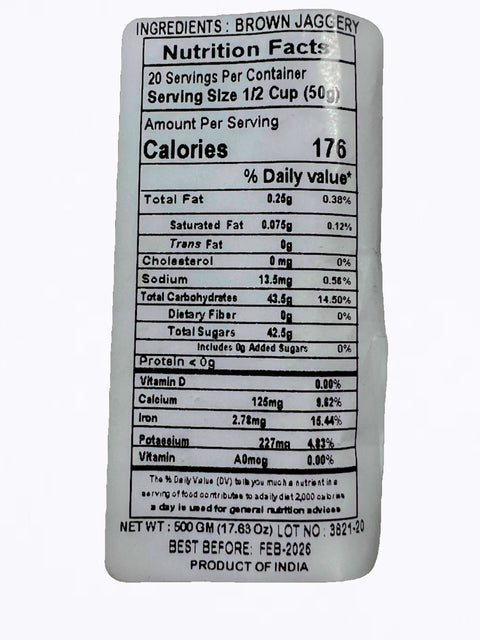 INGREDIENTS : BROWN JAGGERY
Nutrition Facts
20 Servings Per Container
Serving Size 1/2 Cup (50g)
Amount Per Serving
Calories 176
% Daily value*
Total Fat 0.25g 0.38%
Saturated Fat 0.075g 0.12%
Trans Fat 0g
Cholesterol 0 mg 0%
Sodium 13.5mg 0.56%
Total Carbohydrates 43.5g 14.50%
Dietary Fiber 0g 0%
Total Sugars 42.5g
Includes 0g Added Sugars 0%
Protein < 0g
Vitamin D 0.00%
Calcium 125mg 9.62%
Iron 2.78mg 15.44%
Potassium 227mg 4.83%
Vitamin A0mcg 0.00%
The % Daily Value (DV) tells you much a nutrient in a
serving of food contributes to a daily diet 2,000 calories
a day is used for general nutrition advices
NET WT : 500 GM (17.63 Oz) LOT NO : 3821-20
BEST BEFORE: FEB-2026
PRODUCT OF INDIA